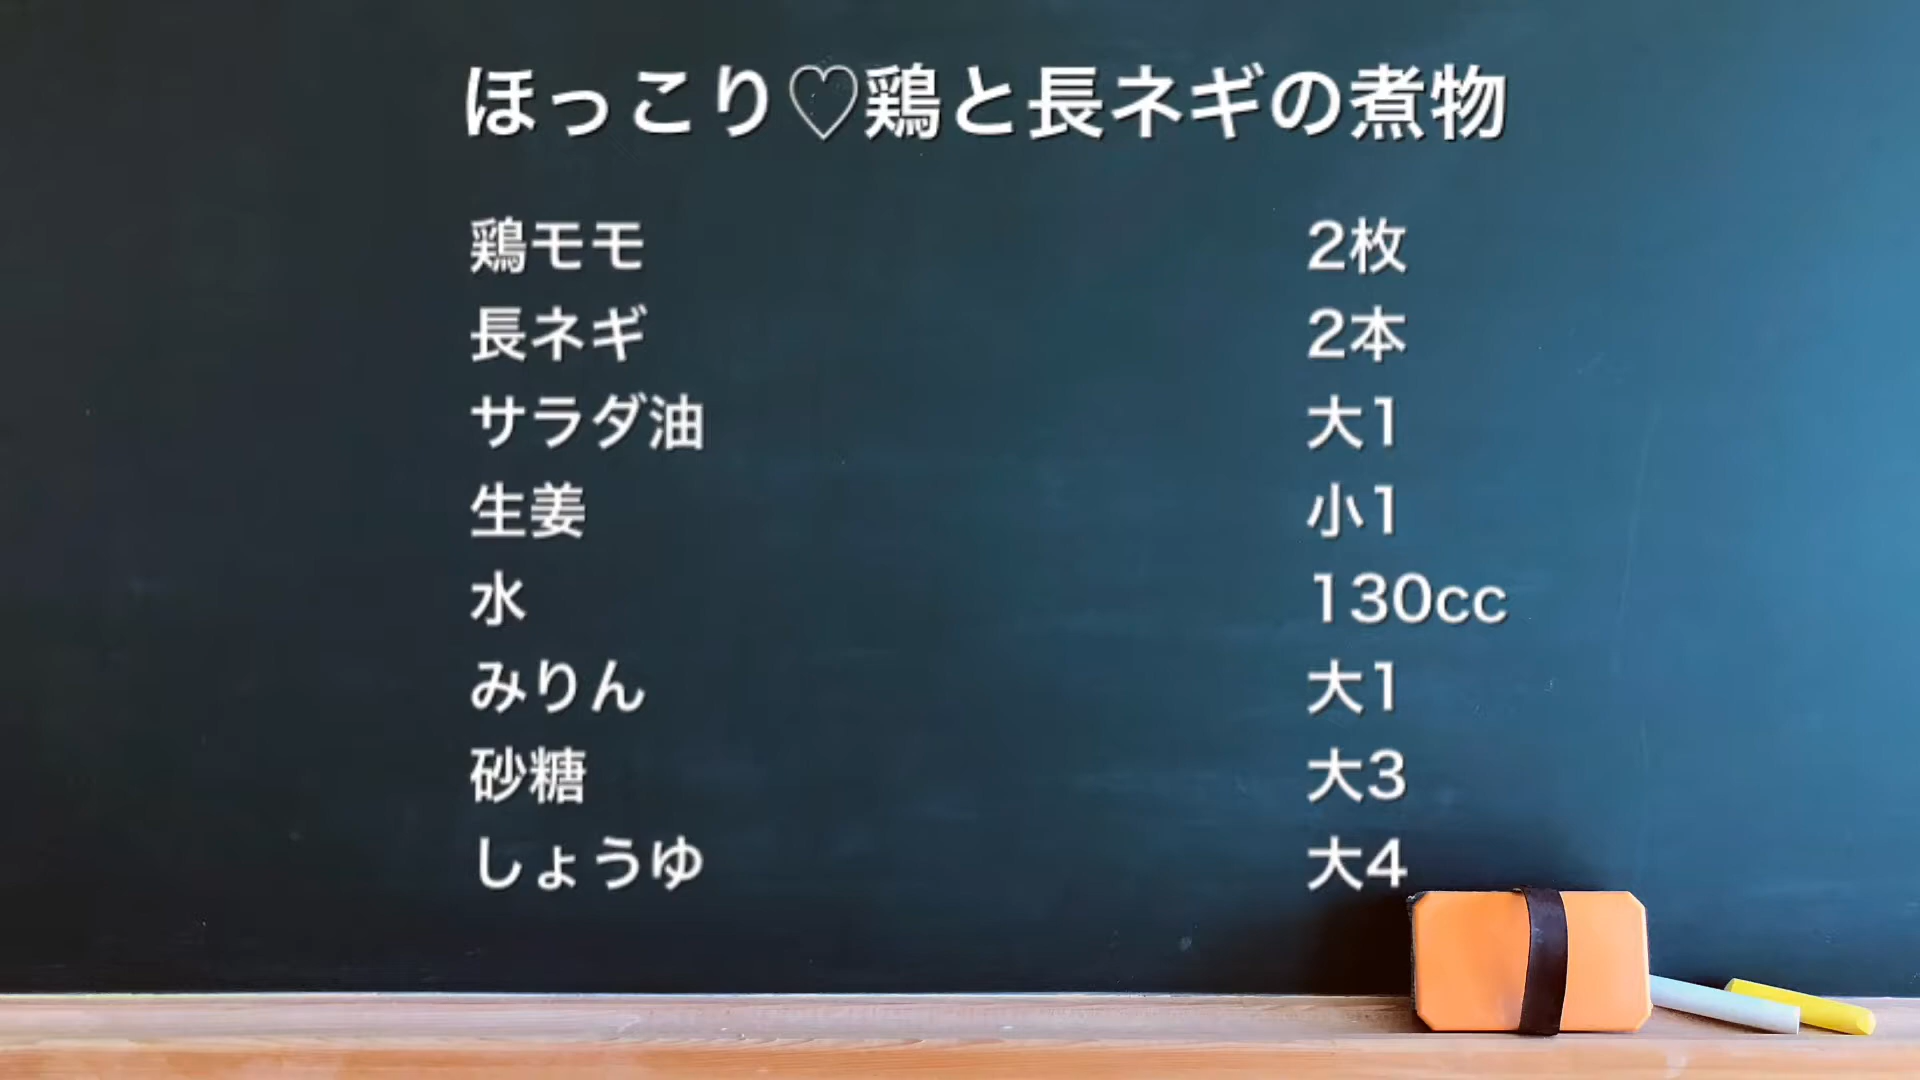 ほっこり♡鶏と長ネギの煮物
鶏モモ 2枚
長ネギ 2本
サラダ油 大1
生姜 小1
水 130cc
みりん 大1
砂糖 大3
しょうゆ 大4